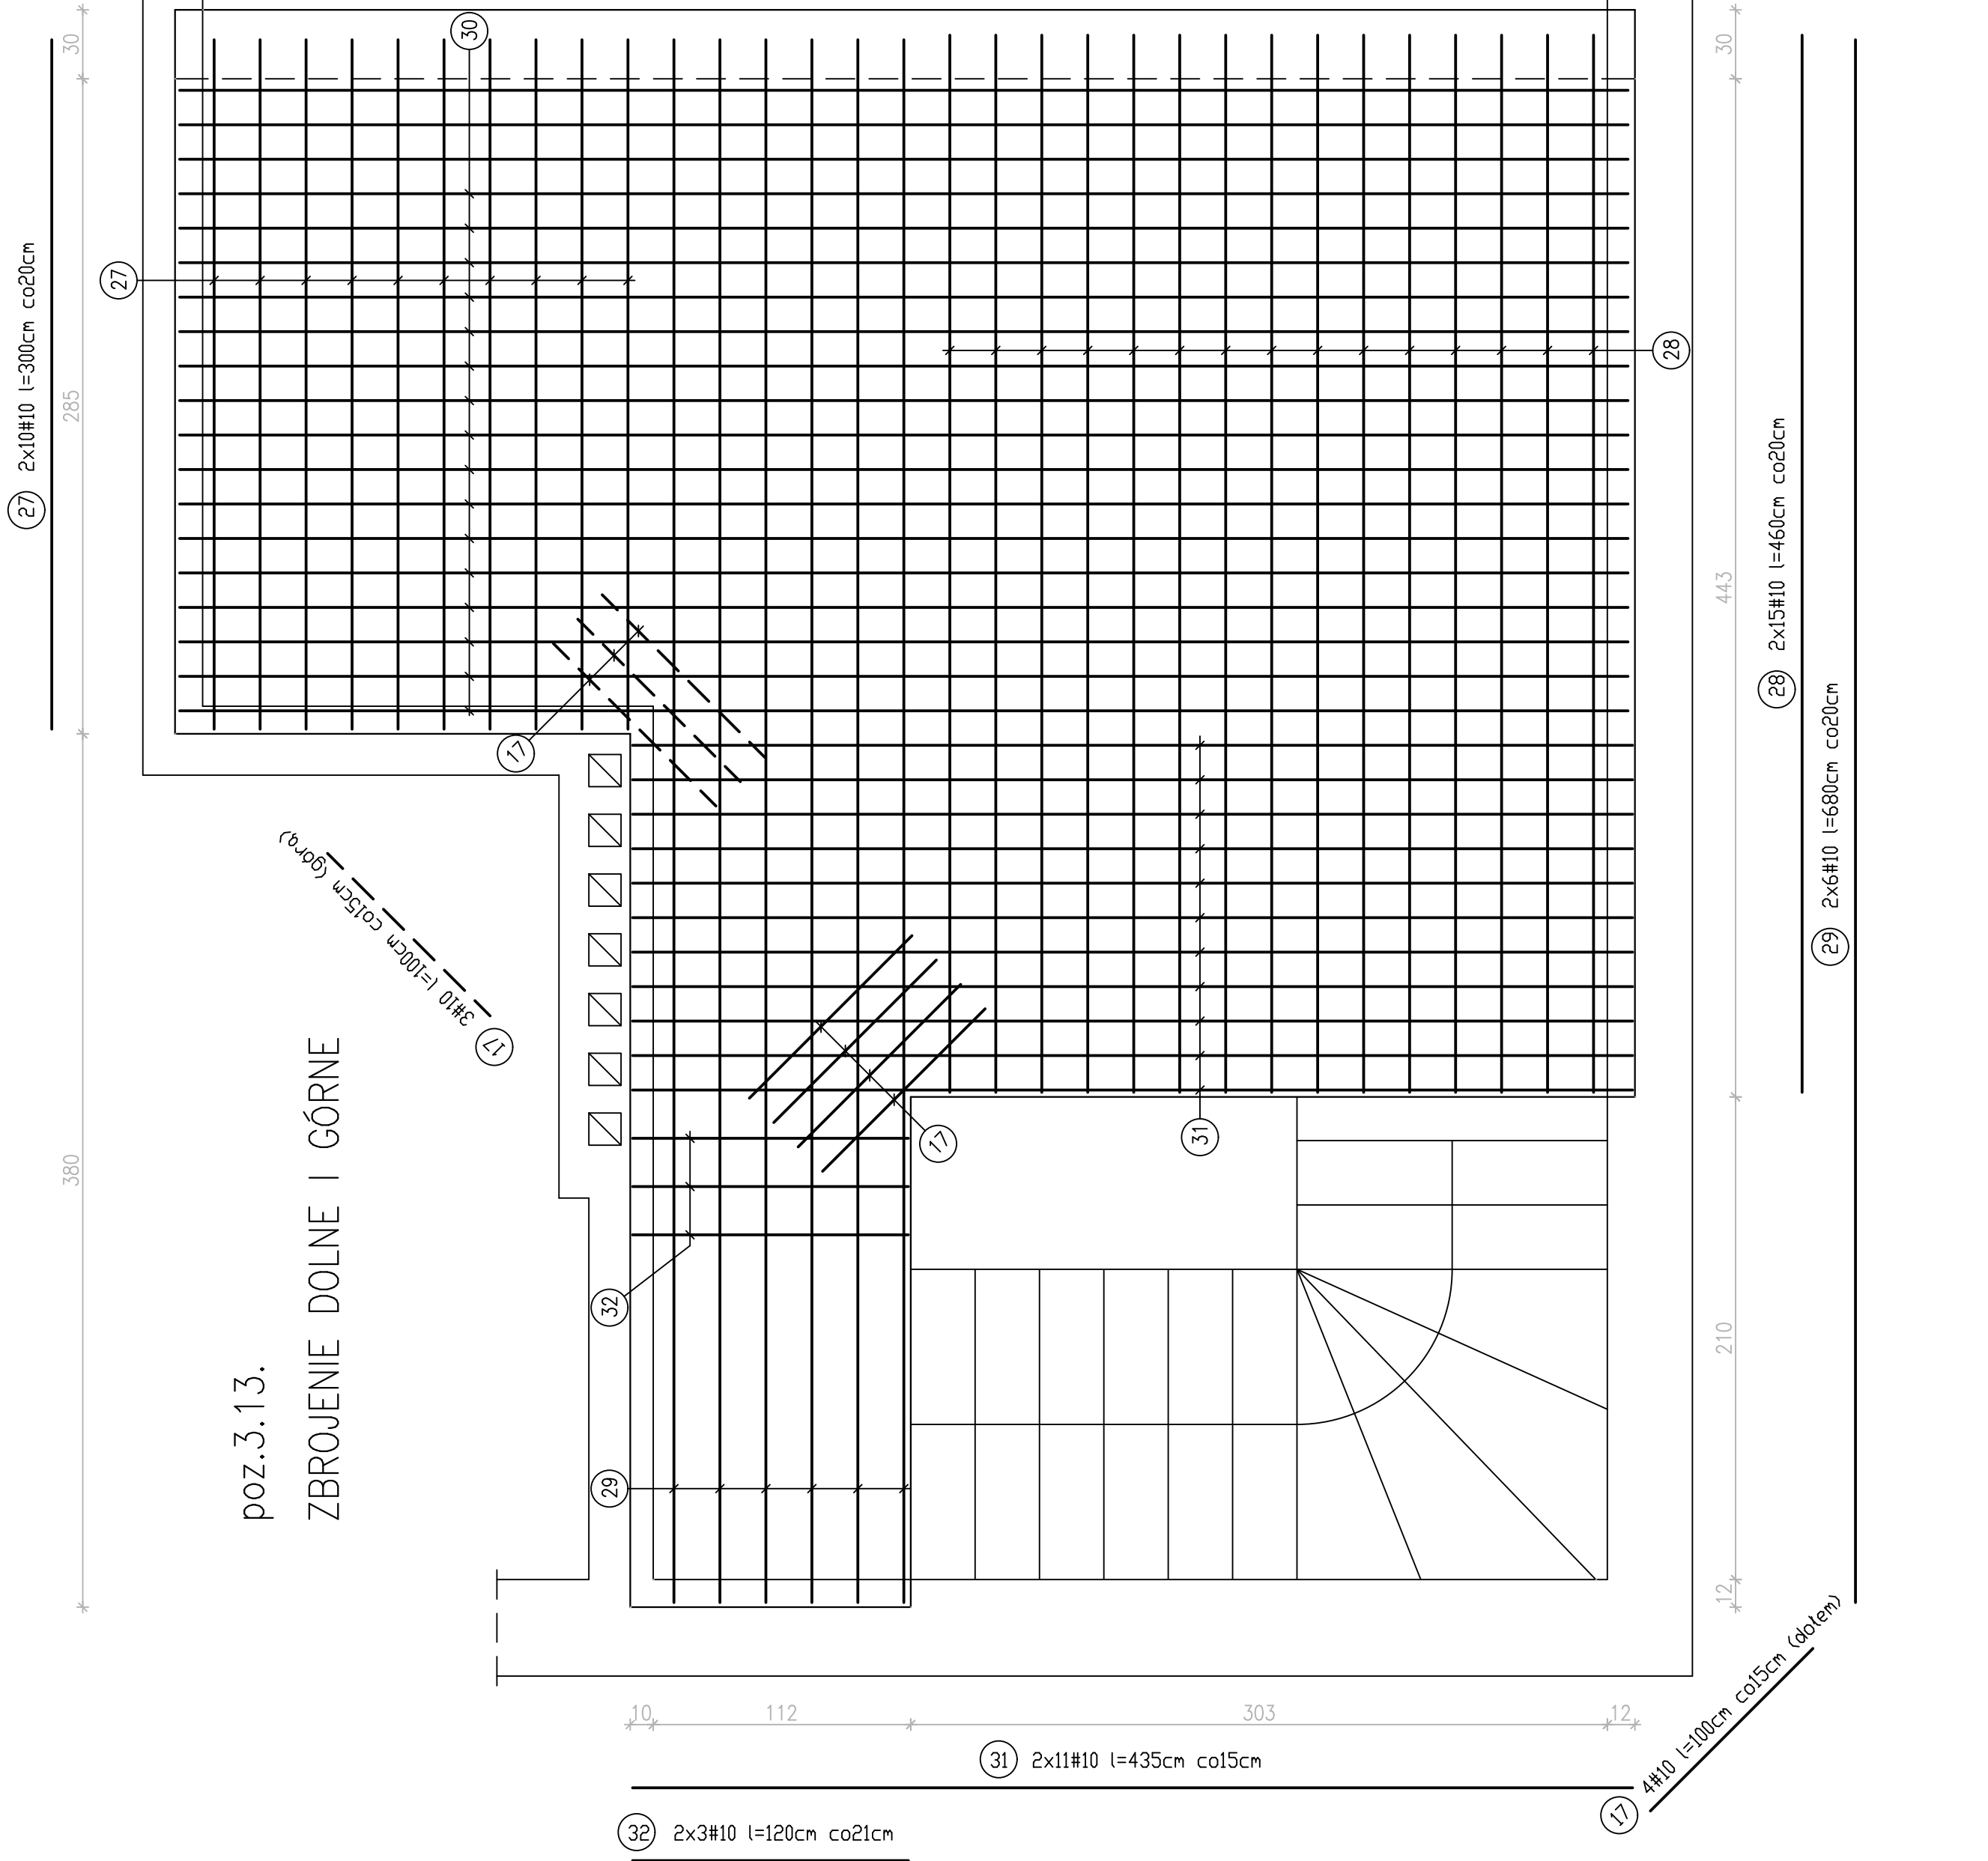 30
30
30
27
27 2x10#10 l=300cm co20cm
285
28
443
28 2x15#10 l=460cm co20cm
29 2x6#10 l=680cm co20cm
17
17 3#10 l=100cm co15cm (górą)
17
31
380
32
210
poz.3.13.
ZBROJENIE DOLNE I GÓRNE
29
12
10
112
303
12
17 4#10 l=100cm co15cm (dołem)
31 2x11#10 l=435cm co15cm
32 2x3#10 l=120cm co21cm